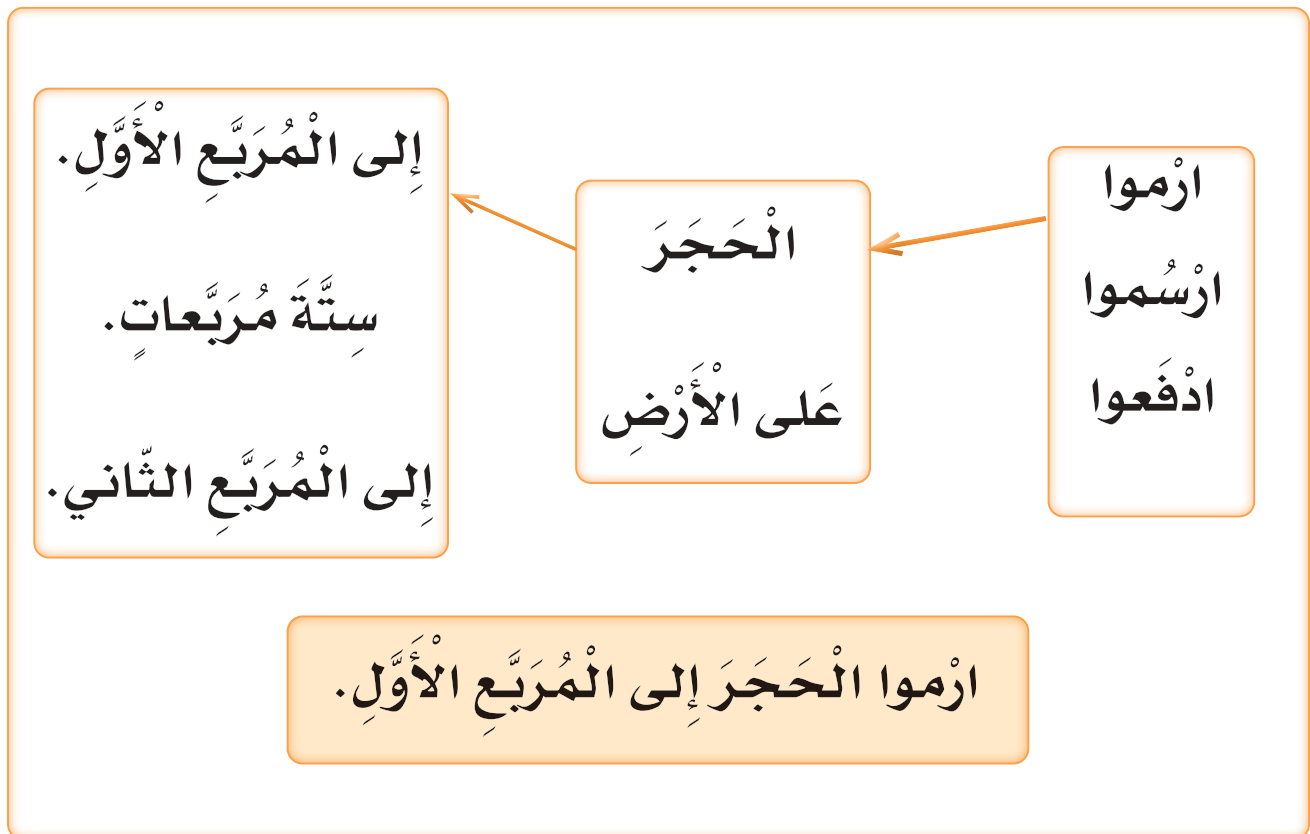 ارْموا
ارْسُموا
ادْفَعوا
الْحَجَرَ
عَلى الْأَرْضِ
إِلى الْمُرَبَّعِ الْأَوَّلِ.
سِتَّةَ مُرَبَّعاتٍ.
إِلى الْمُرَبَّعِ الثّاني.
ارْموا الْحَجَرَ إِلى الْمُرَبَّعِ الْأَوَّلِ.